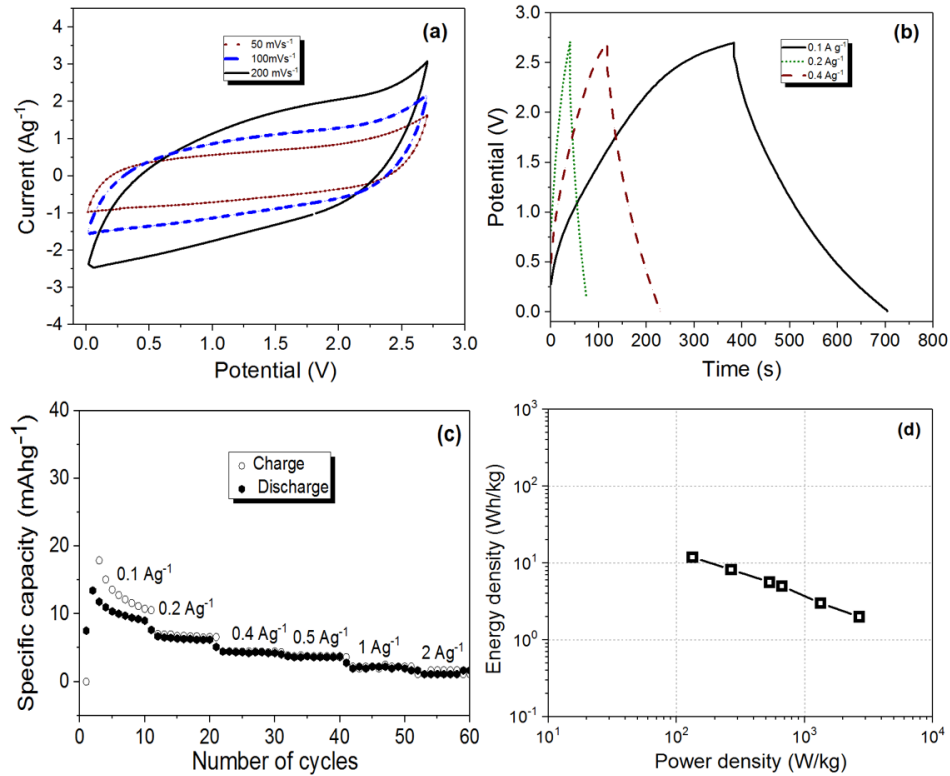 (a)
50 mVs⁻¹
100mVs⁻¹
200 mVs⁻¹
Current (Ag⁻¹)
4
3
2
1
0
-1
-2
-3
-4
0.0 0.5 1.0 1.5 2.0 2.5 3.0
Potential (V)
(b)
0.1 A g⁻¹
0.2 Ag⁻¹
0.4 Ag⁻¹
Potential (V)
3.0
2.5
2.0
1.5
1.0
0.5
0.0
0 100 200 300 400 500 600 700 800
Time (s)
(c)
Charge
Discharge
Specific capacity (mAhg⁻¹)
40
30
20
10
0
0.1 Ag⁻¹
0.2 Ag⁻¹
0.4 Ag⁻¹
0.5 Ag⁻¹
1 Ag⁻¹
2 Ag⁻¹
0 10 20 30 40 50 60
Number of cycles
(d)
Energy density (Wh/kg)
10³
10²
10¹
10⁰
10⁻¹
10¹ 10² 10³ 10⁴
Power density (W/kg)